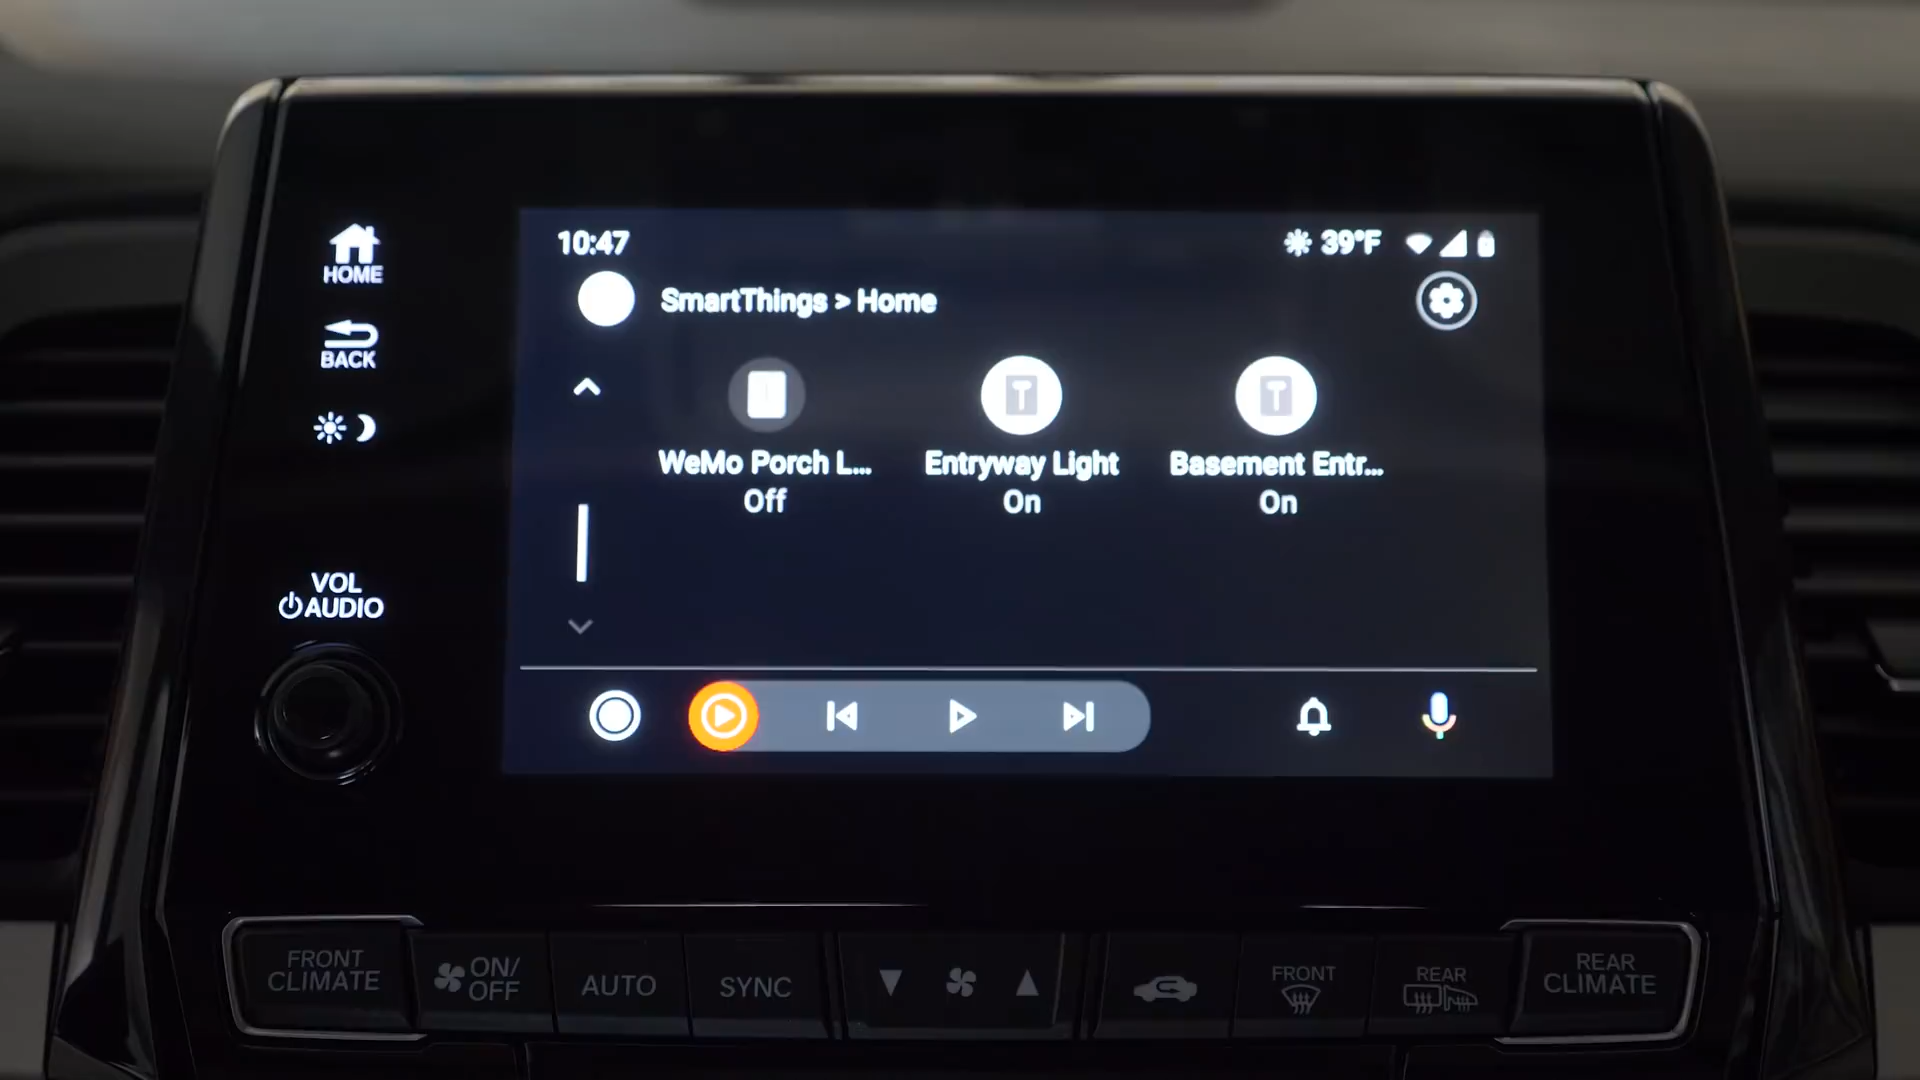 HOME
BACK
VOL
AUDIO
10:47
39°F
SmartThings > Home
WeMo Porch L...
Off
Entryway Light
On
Basement Entr...
On
FRONT
CLIMATE
ON/
OFF
AUTO
SYNC
FRONT
REAR
REAR
CLIMATE